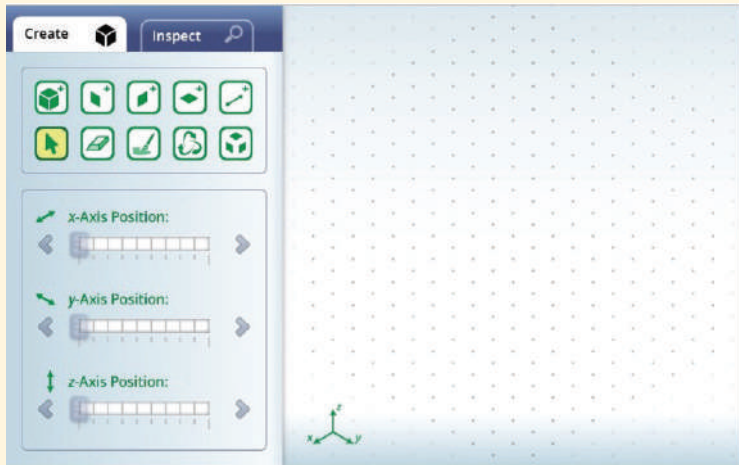 Create
Inspect
x-Axis Position:
y-Axis Position:
z-Axis Position:
z
x
y